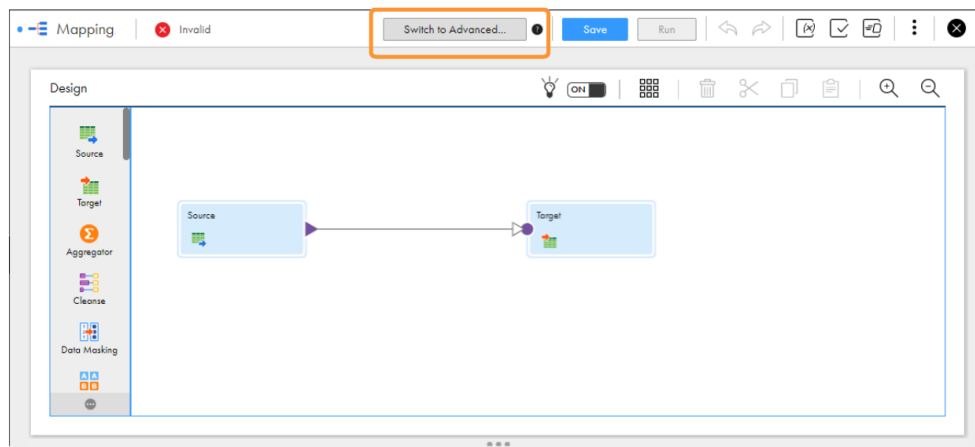 Mapping
Invalid
Switch to Advanced...
?
Save
Run
(x)
Design
ON
Source
Target
Aggregator
Cleanse
Data Masking
A A
B B
Source
Target